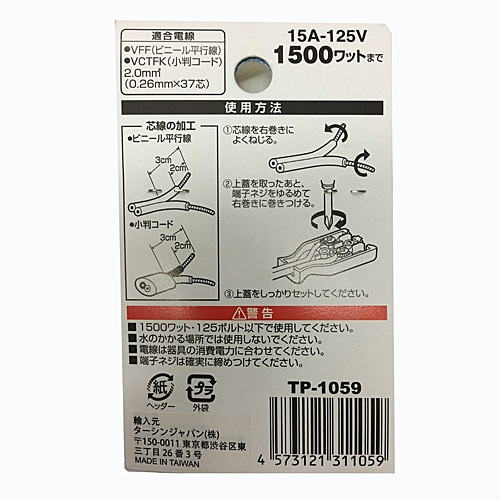 適合電線
●VFF(ビニール平行線)
●VCTFK(小判コード)
2.0m㎡
(0.26mm×37芯)
15A-125V
1500ワットまで
使用方法
芯線の加工
●ビニール平行線
3cm
2cm
●小判コード
3cm
2cm
①芯線を右巻きに
よくねじる。
②上蓋を取ったあと、
端子ネジをゆるめて
右巻きに巻きつける。
③上蓋をしっかりセットしてください。
⚠警告
■1500ワット・125ボルト以下で使用してください。
■水のかかる場所では使用しないでください。
■電線は器具の消費電力に合わせてください。
■端子ネジは確実に締めつけてください。
紙
ヘッダー
プラ
外袋
TP-1059
輸入元
ターシンジャパン(株)
〒150-0011 東京都渋谷区東
三丁目26番3号
MADE IN TAIWAN
4 573121 311059